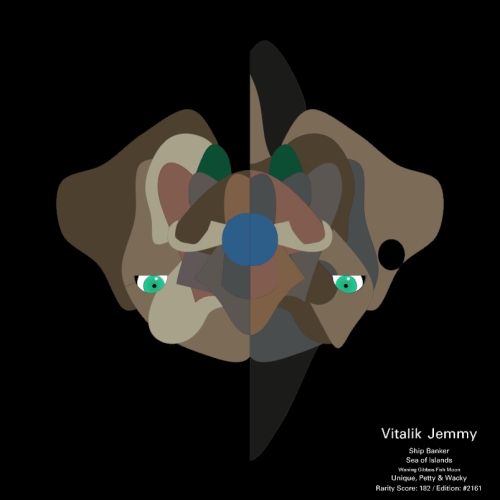 Vitalik Jemmy
Ship Banker
Sea of Islands
Waning Gibbos Fish Moon
Unique, Petty & Wacky
Rarity Score: 182 / Edition: #2161